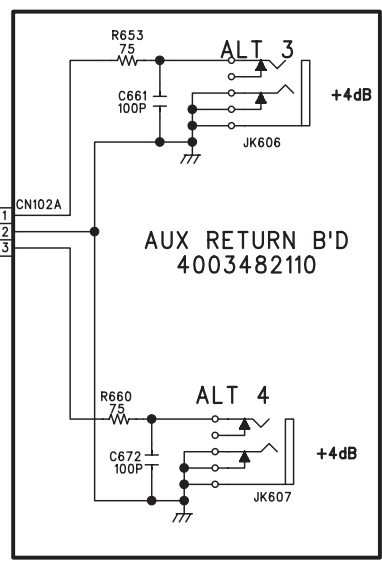 R653
75
ALT 3
C661
100P
+4dB
JK606
CN102A
1
2
3
AUX RETURN B'D
4003482110
R660
75
ALT 4
C672
100P
+4dB
JK607